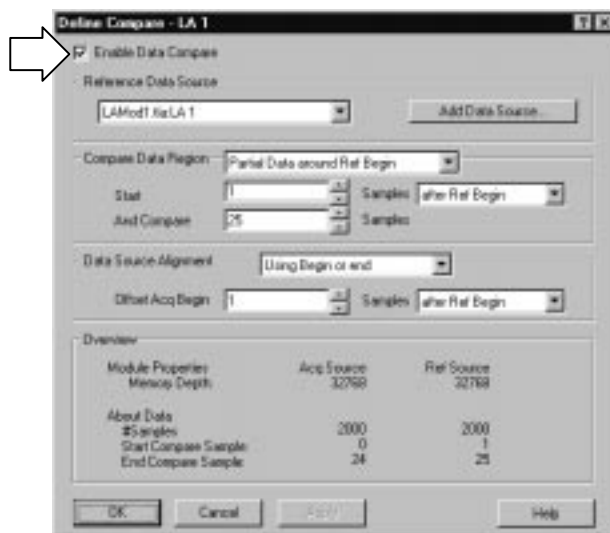 Define Compare - LA 1
Enable Data Compare
Reference Data Source
LAMod1.tla:LA 1
Add Data Source...
Compare Data Region
Partial Data around Ref Begin
Start
1
Samples
after Ref Begin
And Compare
25
Samples
Data Source Alignment
Using Begin or end
Offset Acq Begin
1
Samples
after Ref Begin
Overview
Module Properties Acq Source Ref Source
Memory Depth: 32768 32768
About Data
#Samples 2000 2000
Start Compare Sample: 0 1
End Compare Sample: 24 25
OK
Cancel
Apply
Help